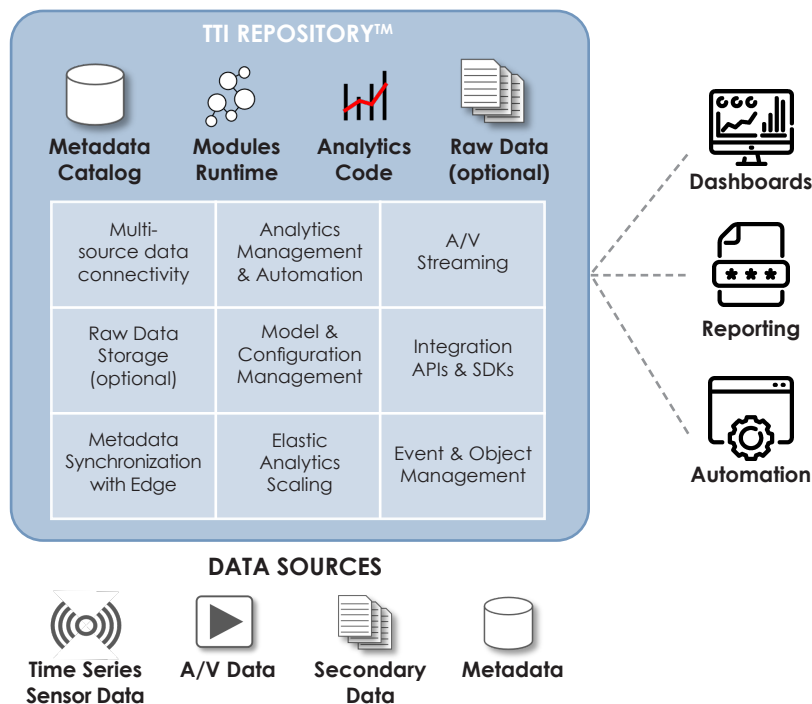 TTI REPOSITORY™
Metadata
Catalog
Modules
Runtime
Analytics
Code
Raw Data
(optional)
Multi-
source data
connectivity
Analytics
Management
& Automation
A/V
Streaming
Raw Data
Storage
(optional)
Model &
Configuration
Management
Integration
APIs & SDKs
Metadata
Synchronization
with Edge
Elastic
Analytics
Scaling
Event & Object
Management
Dashboards
***
Reporting
Automation
DATA SOURCES
Time Series
Sensor Data
A/V Data
Secondary
Data
Metadata